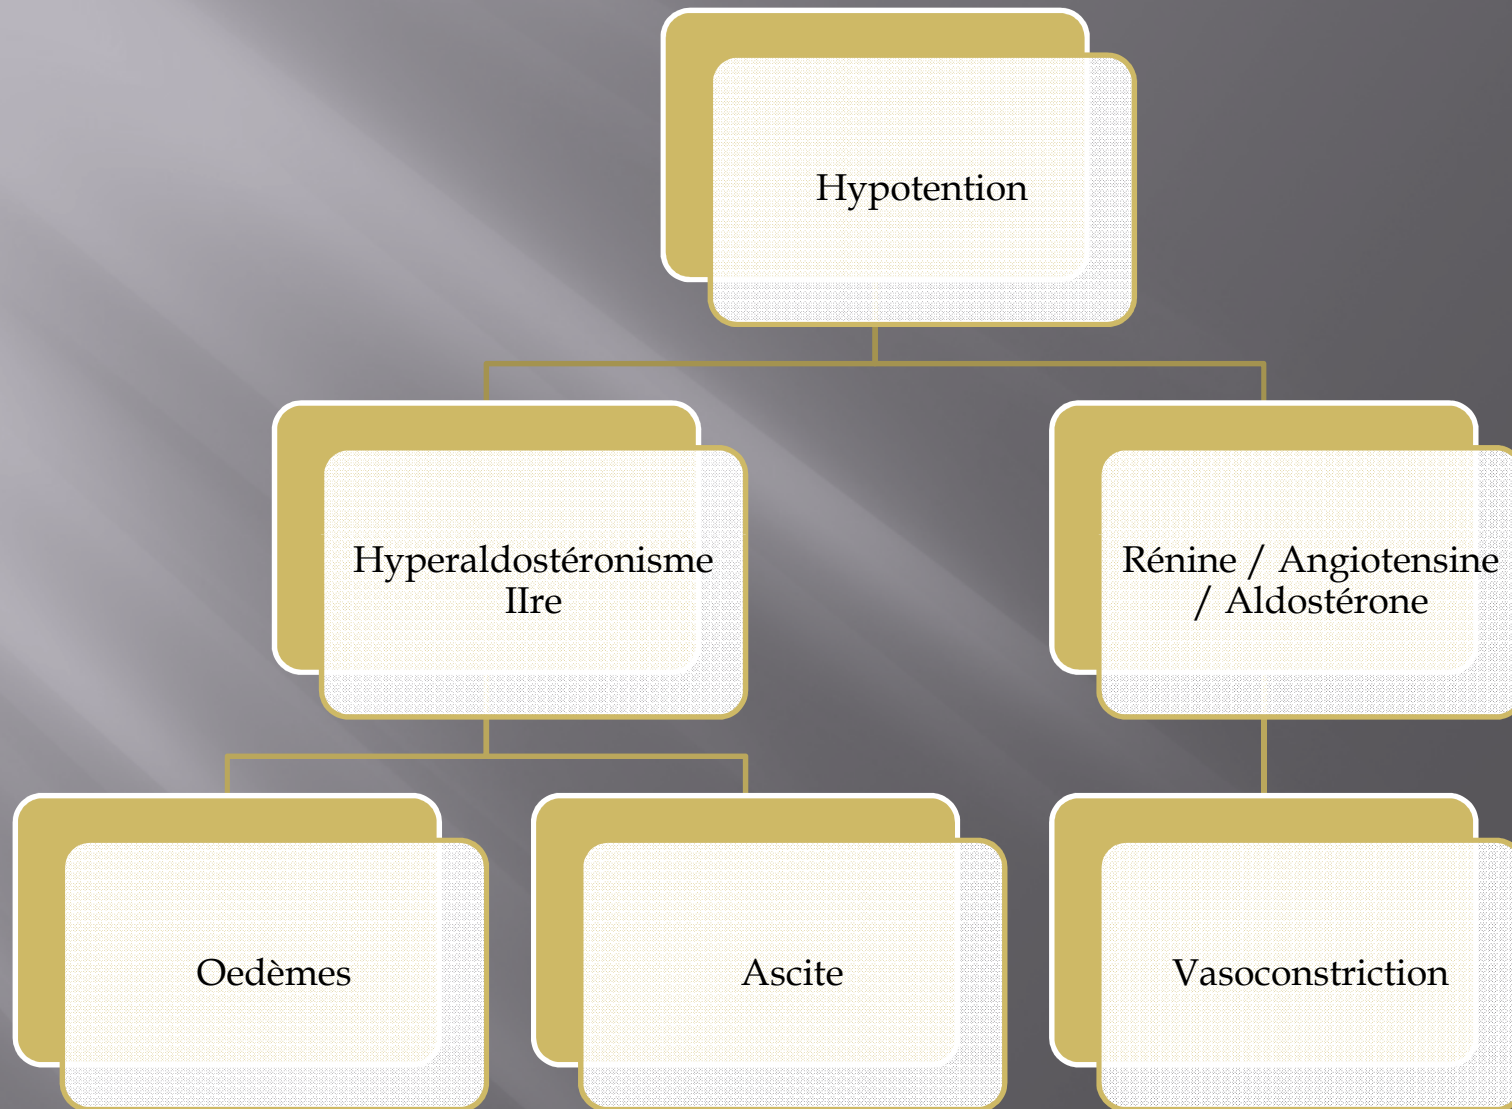 Hypotention
Hyperaldostéronisme
IIre
Rénine / Angiotensine
/ Aldostérone
Oedèmes
Ascite
Vasoconstriction